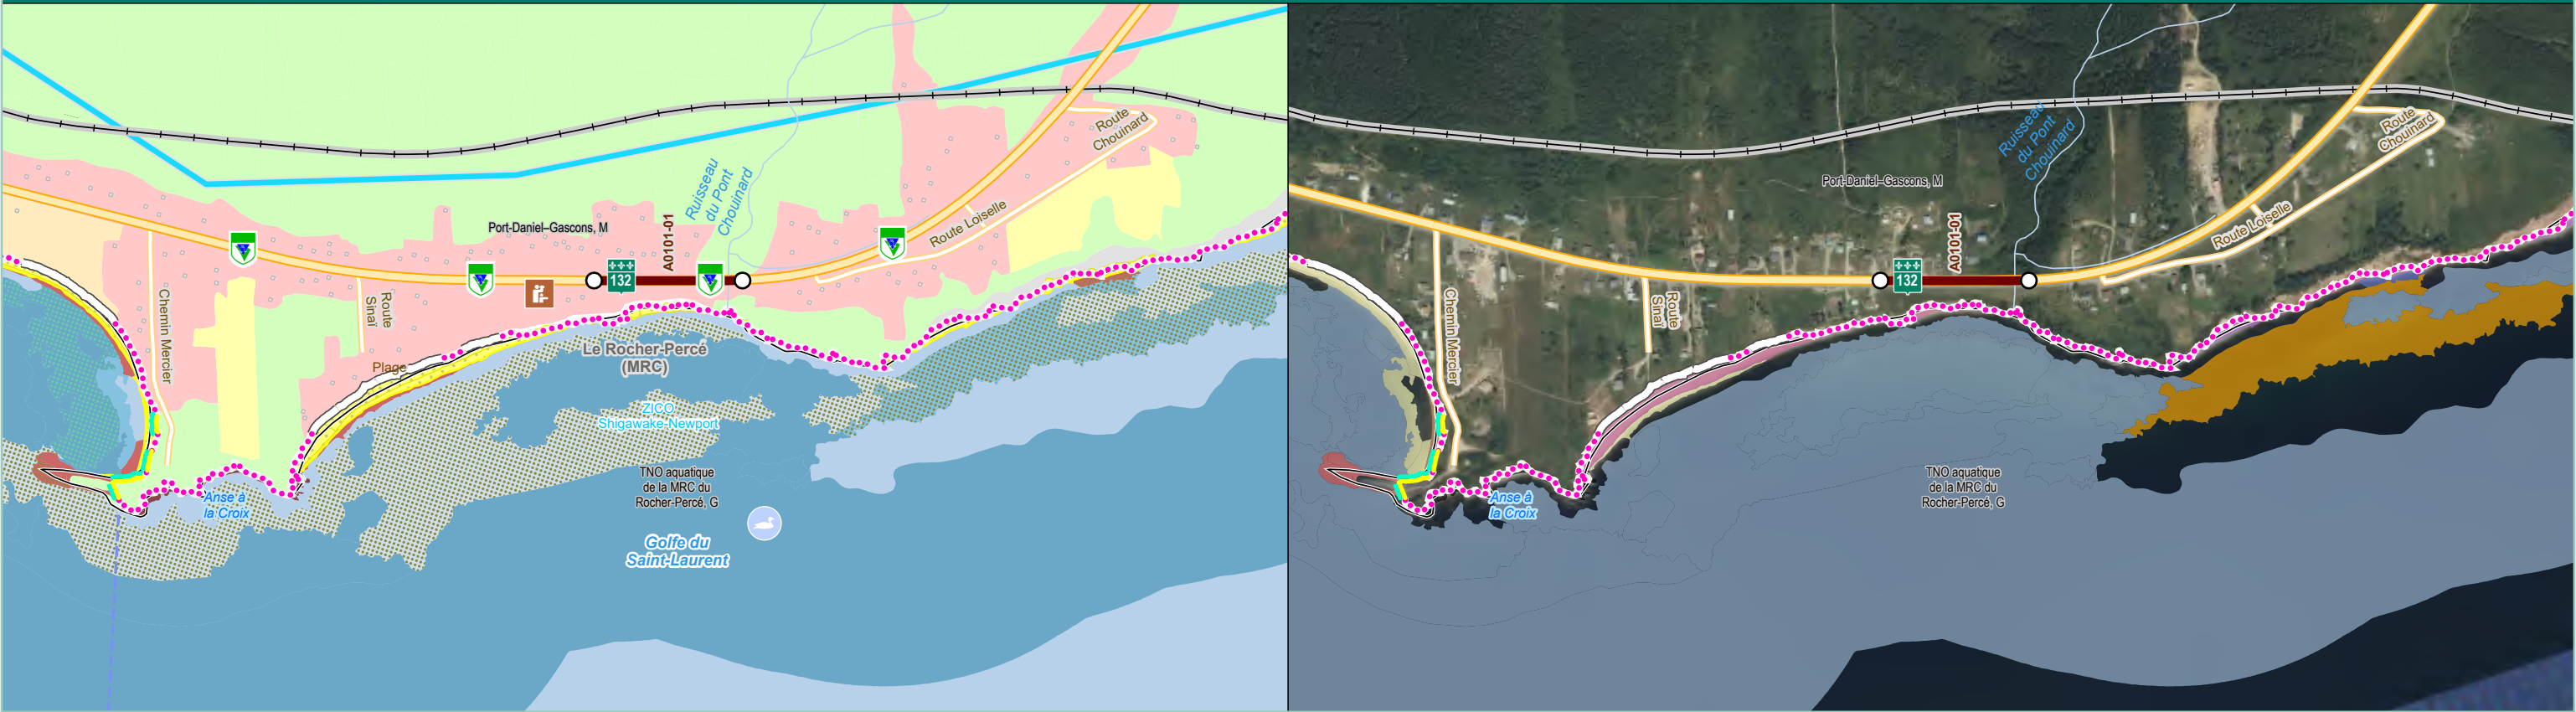 Route
Chouinard
Ruisseau
du Pont
Chouinard
Port-Daniel–Gascons, M
A0101-01
Route Loiselle
132
Chemin Mercier
Route
Sinaï
Plage
Le Rocher-Percé
(MRC)
ZICO
Shigawake-Newport
TNO aquatique
de la MRC du
Rocher-Percé, G
Anse à
la Croix
Golfe du
Saint-Laurent
Route
Chouinard
Ruisseau
du Pont
Chouinard
Port-Daniel–Gascons, M
A0101-01
Route Loiselle
132
Chemin Mercier
Route
Sinaï
TNO aquatique
de la MRC du
Rocher-Percé, G
Anse à
la Croix